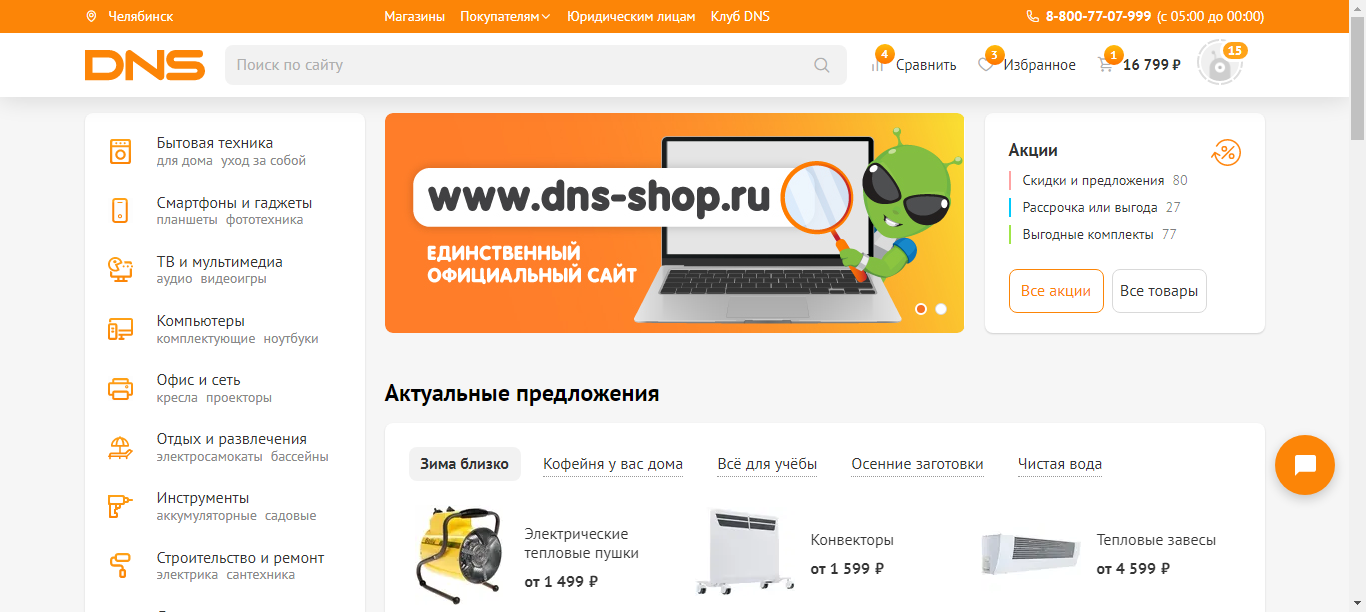 Челябинск
Магазины Покупателям Юридическим лицам Клуб DNS
8-800-77-07-999 (с 05:00 до 00:00)
DNS
Поиск по сайту
4
Сравнить
3
Избранное
1
16 799 ₽
15
Бытовая техника
для дома уход за собой
Смартфоны и гаджеты
планшеты фототехника
ТВ и мультимедиа
аудио видеоигры
Компьютеры
комплектующие ноутбуки
Офис и сеть
кресла проекторы
Отдых и развлечения
электросамокаты бассейны
Инструменты
аккумуляторные садовые
Строительство и ремонт
электрика сантехника
www.dns-shop.ru
ЕДИНСТВЕННЫЙ
ОФИЦИАЛЬНЫЙ САЙТ
Акции
Скидки и предложения 80
Рассрочка или выгода 27
Выгодные комплекты 77
Все акции Все товары
Актуальные предложения
Зима близко Кофейня у вас дома Всё для учёбы Осенние заготовки Чистая вода
Электрические
тепловые пушки
от 1 499 ₽
Конвекторы
от 1 599 ₽
Тепловые завесы
от 4 599 ₽